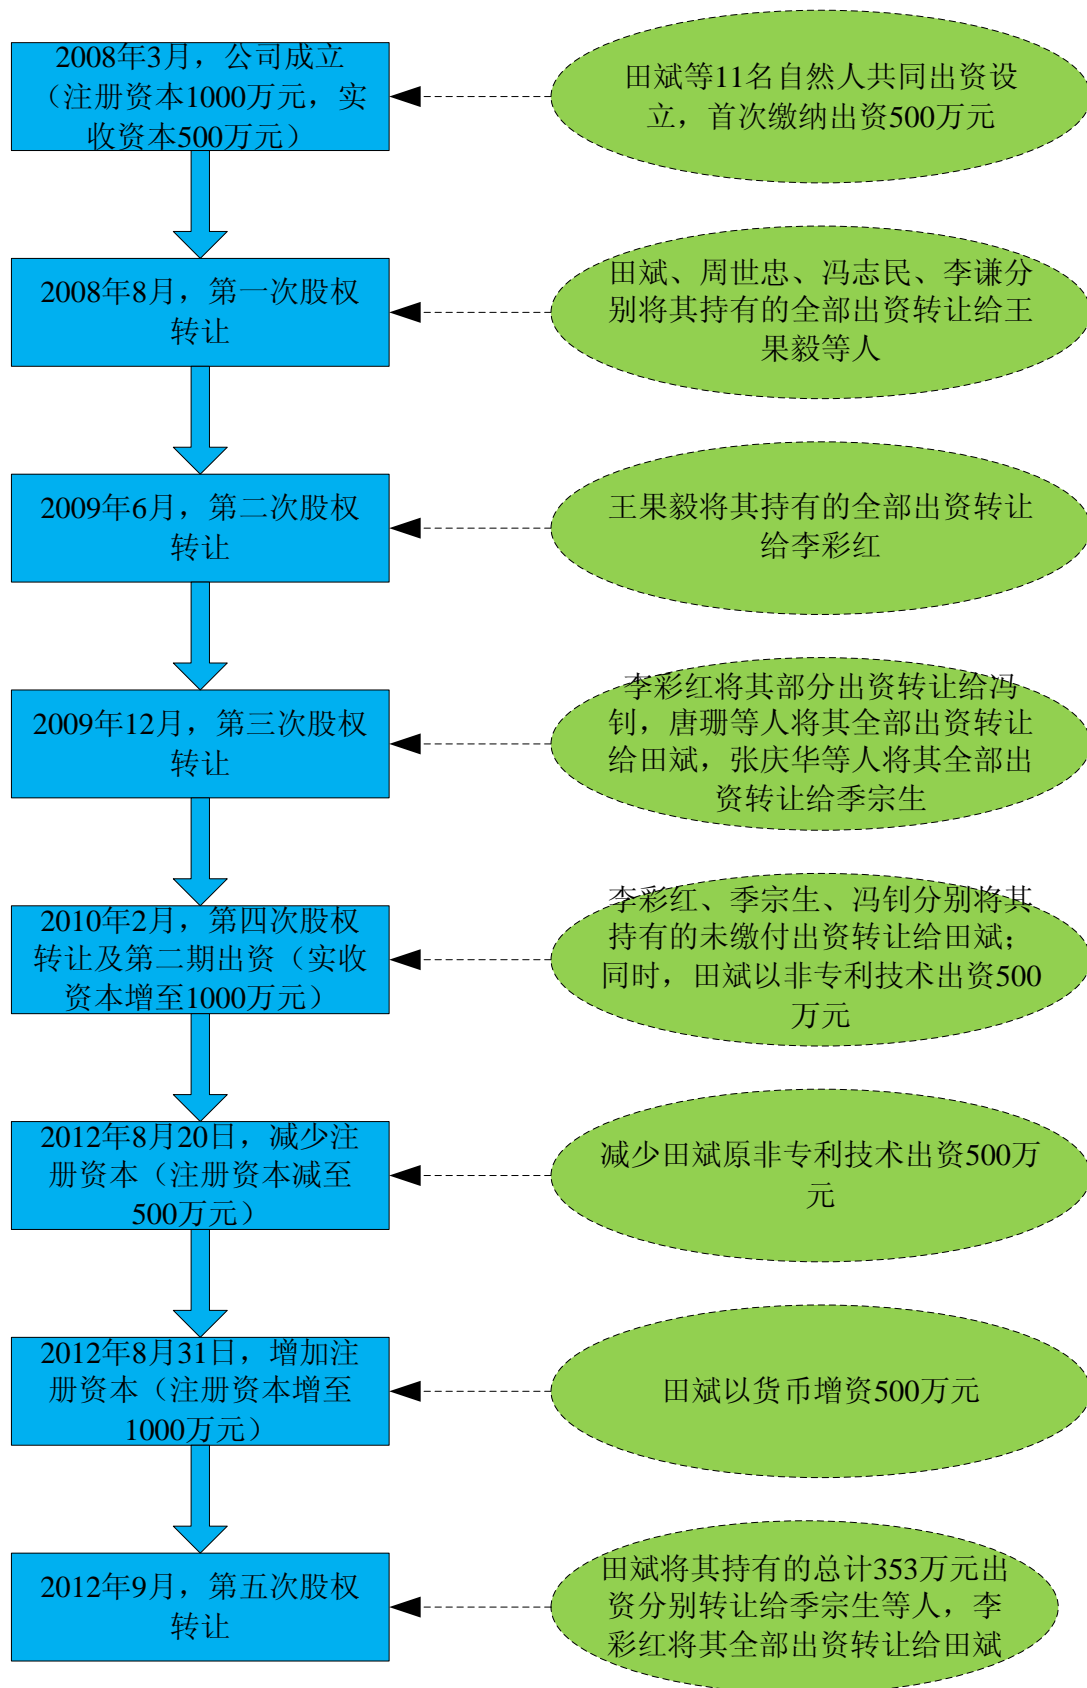 2008年3月，公司成立
（注册资本1000万元，实
收资本500万元）
田斌等11名自然人共同出资设
立，首次缴纳出资500万元
2008年8月，第一次股权
转让
田斌、周世忠、冯志民、李谦分
别将其持有的全部出资转让给王
果毅等人
2009年6月，第二次股权
转让
王果毅将其持有的全部出资转让
给李彩红
2009年12月，第三次股权
转让
李彩红将其部分出资转让给冯
钊，唐珊等人将其全部出资转让
给田斌，张庆华等人将其全部出
资转让给季宗生
2010年2月，第四次股权
转让及第二期出资（实收
资本增至1000万元）
李彩红、季宗生、冯钊分别将其
持有的未缴付出资转让给田斌；
同时，田斌以非专利技术出资500
万元
2012年8月20日，减少注
册资本（注册资本减至
500万元）
减少田斌原非专利技术出资500万
元
2012年8月31日，增加注
册资本（注册资本增至
1000万元）
田斌以货币增资500万元
2012年9月，第五次股权
转让
田斌将其持有的总计353万元出
资分别转让给季宗生等人，李
彩红将其全部出资转让给田斌